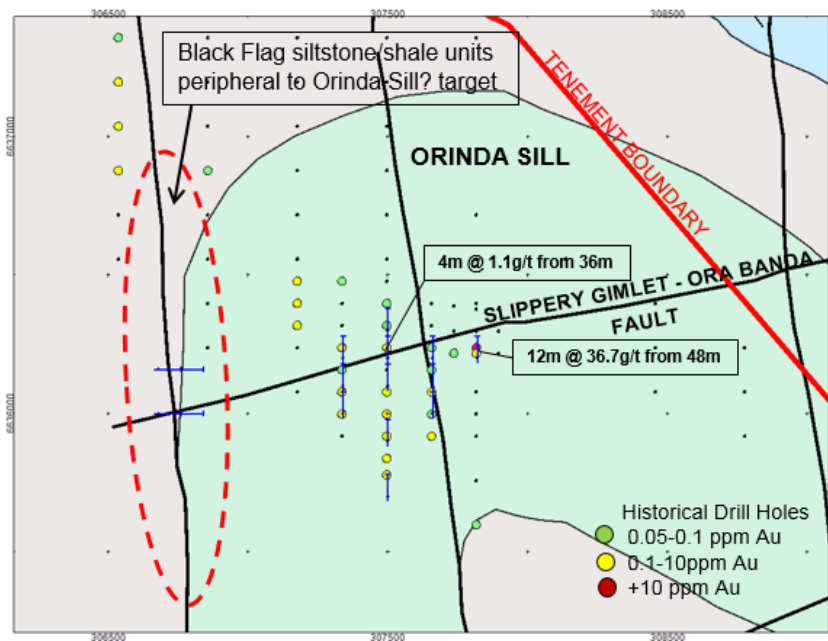 306500
307500
308500
Black Flag siltstone/shale units
peripheral to Orinda Sill? target
6637000
ORINDA SILL
TENEMENT BOUNDARY
4m @ 1.1g/t from 36m
SLIPPERY GIMLET - ORA BANDA
FAULT
12m @ 36.7g/t from 48m
6636000
Historical Drill Holes
0.05-0.1 ppm Au
0.1-10ppm Au
+10 ppm Au
306500
307500
308500